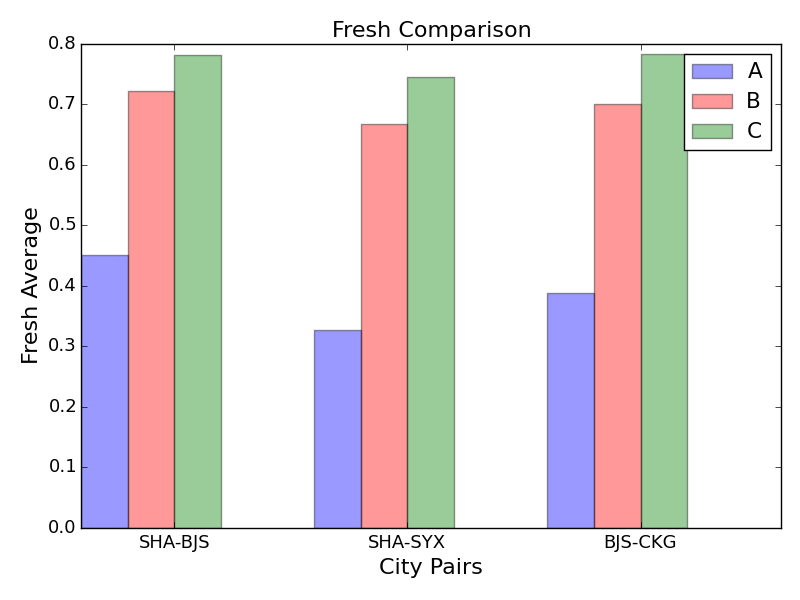 Fresh Comparison
0.8
0.7
0.6
0.5
0.4
0.3
0.2
0.1
0.0
Fresh Average
A
B
C
SHA-BJS
SHA-SYX
BJS-CKG
City Pairs